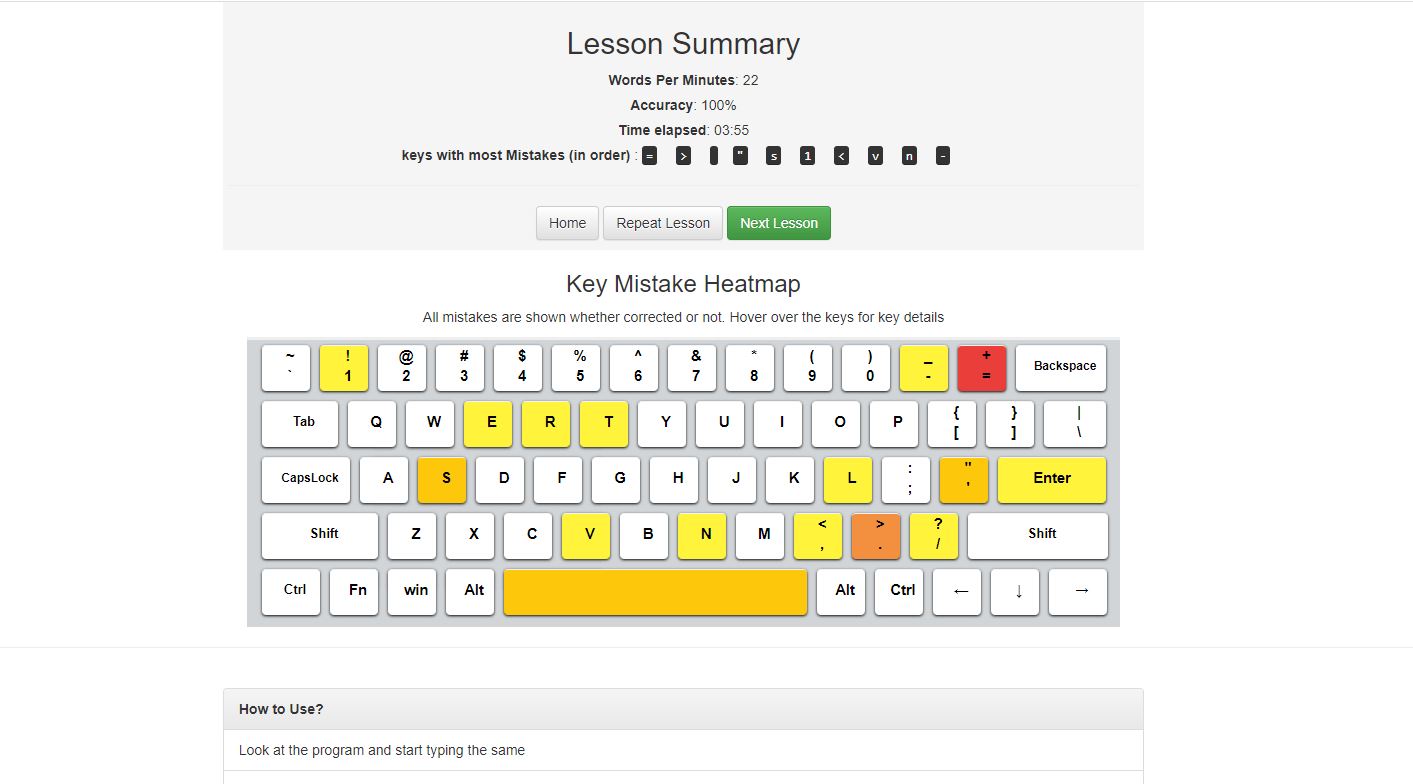 Lesson Summary
Words Per Minutes: 22
Accuracy: 100%
Time elapsed: 03:55
keys with most Mistakes (in order) : = > " s 1 < v n -
Home Repeat Lesson Next Lesson
Key Mistake Heatmap
All mistakes are shown whether corrected or not. Hover over the keys for key details
~ ! @ # $ % ^ & * ( ) _ +
` 1 2 3 4 5 6 7 8 9 0 - = Backspace
Tab Q W E R T Y U I O P { } |
[ ] \
CapsLock A S D F G H J K L : " Enter
; '
Shift Z X C V B N M < > ? Shift
, . /
Ctrl Fn win Alt Alt Ctrl ← ↓ →
How to Use?
Look at the program and start typing the same